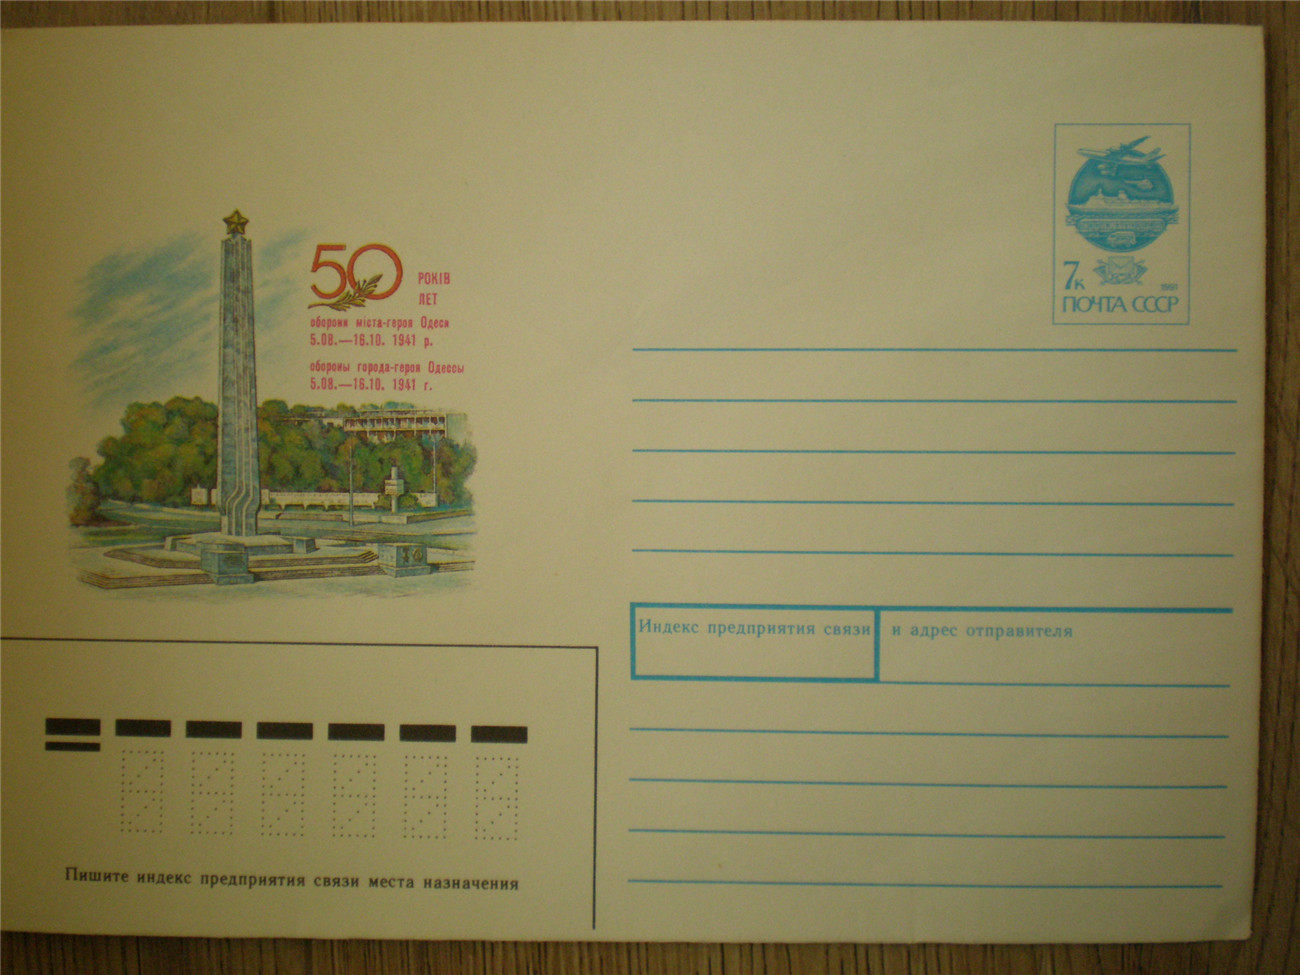 50 РОКІВ
ЛЕТ
оборони міста-героя Одеси
5.08.—16.10. 1941 р.
обороны города-героя Одессы
5.08.—16.10. 1941 г.
7к 1991
ПОЧТА СССР
Индекс предприятия связи и адрес отправителя
Пишите индекс предприятия связи места назначения